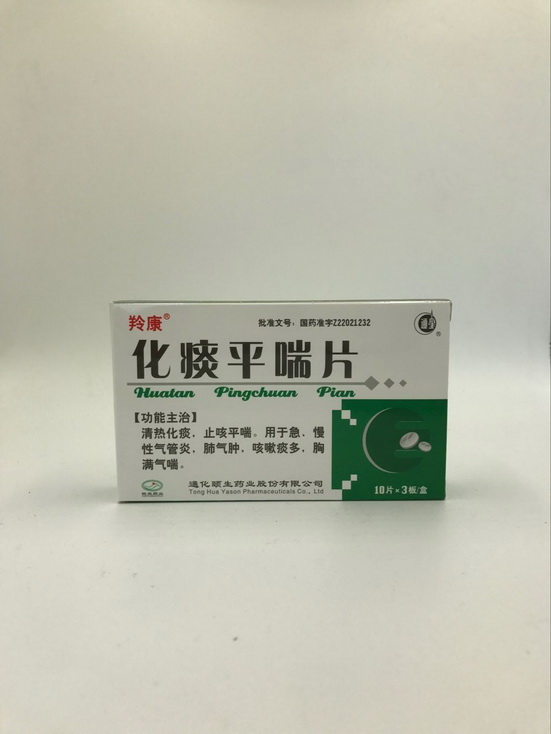 羚康®
批准文号：国药准字Z22021232
化痰平喘片
Huatan Pingchuan Pian
【功能主治】
清热化痰，止咳平喘。用于急、慢
性气管炎，肺气肿，咳嗽痰多，胸
满气喘。
通化颐生药业股份有限公司
Tong Hua Yason Pharmaceuticals Co., Ltd
10片×3板/盒